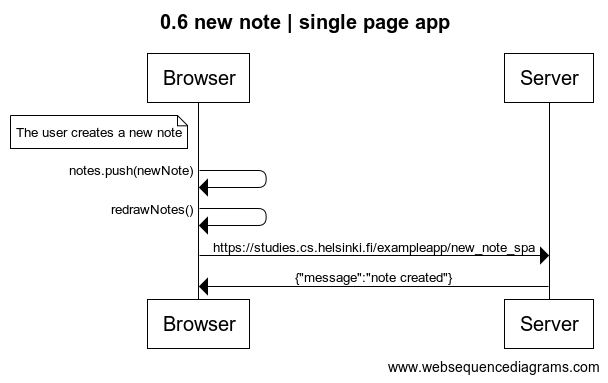 0.6 new note | single page app
Browser
Server
The user creates a new note
notes.push(newNote)
redrawNotes()
https://studies.cs.helsinki.fi/exampleapp/new_note_spa
{"message":"note created"}
Browser
Server
www.websequencediagrams.com